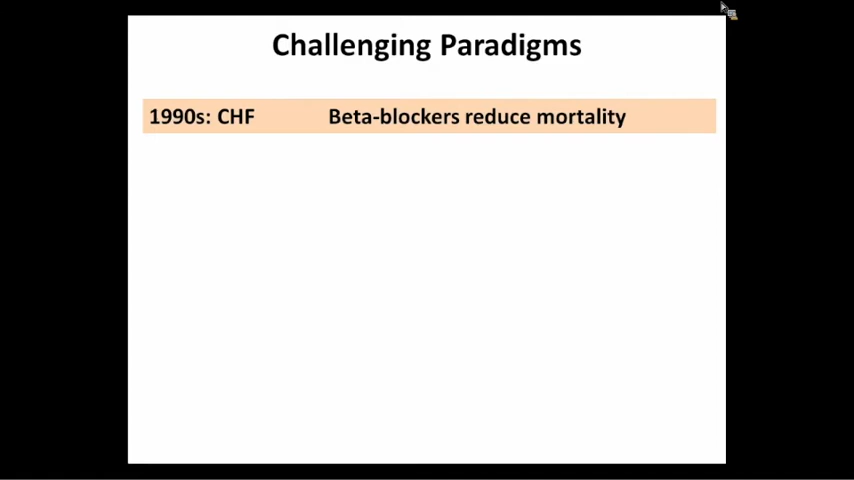 Challenging Paradigms
1990s: CHF Beta-blockers reduce mortality